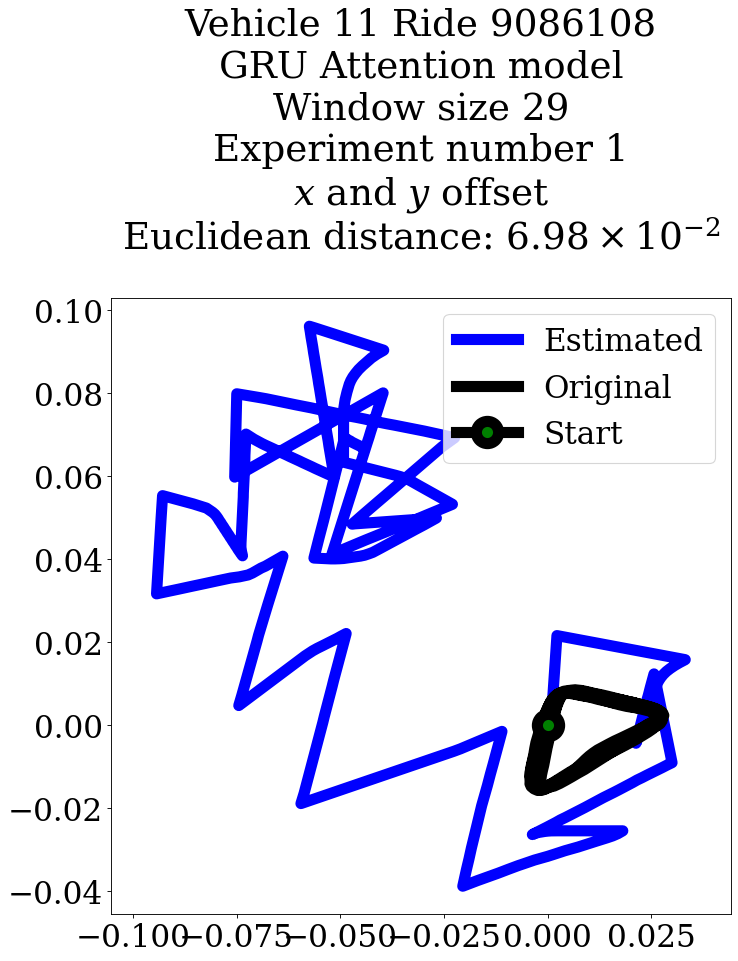 Vehicle 11 Ride 9086108
GRU Attention model
Window size 29
Experiment number 1
x and y offset
Euclidean distance: 6.98 × 10⁻²
Estimated
Original
Start
0.10
0.08
0.06
0.04
0.02
0.00
−0.02
−0.04
−0.100 −0.075 −0.050 −0.025 0.000 0.025